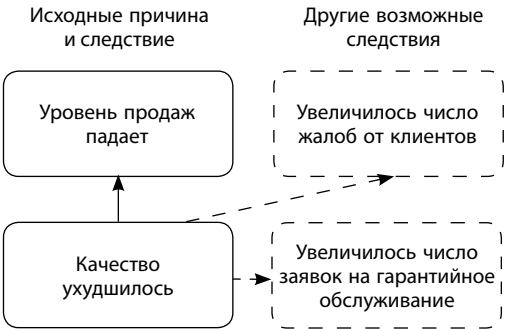 Исходные причина
и следствие
Другие возможные
следствия
Уровень продаж
падает
Увеличилось число
жалоб от клиентов
Качество
ухудшилось
Увеличилось число
заявок на гарантийное
обслуживание